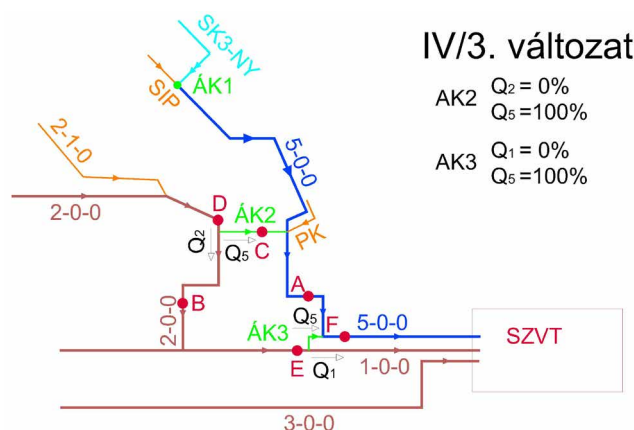 SK3-NY
IV/3. változat
SIP
ÁK1
AK2
Q2 = 0%
Q5 = 100%
AK3
Q1 = 0%
Q5 = 100%
2-1-0
5-0-0
2-0-0
D
ÁK2
PK
Q2
Q5
C
A
B
2-0-0
Q5
F
5-0-0
ÁK3
SZVT
E
Q1
1-0-0
3-0-0